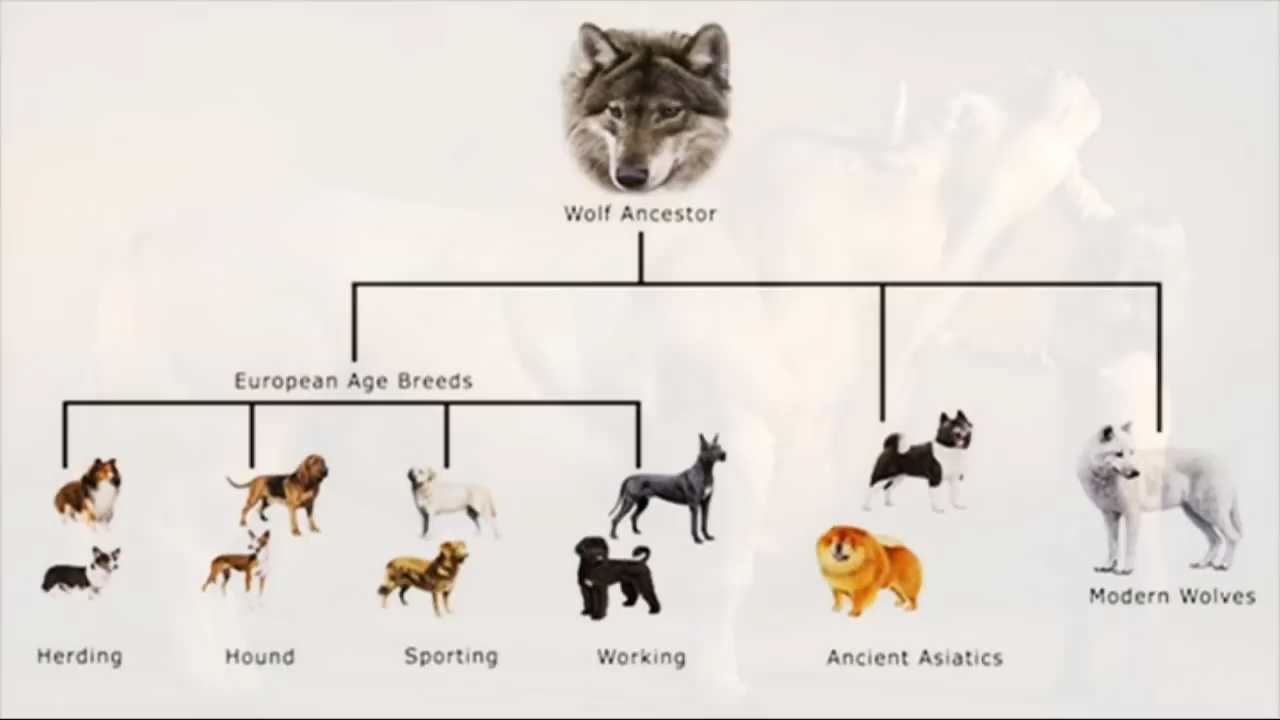 Wolf Ancestor
European Age Breeds
Modern Wolves
Herding
Hound
Sporting
Working
Ancient Asiatics